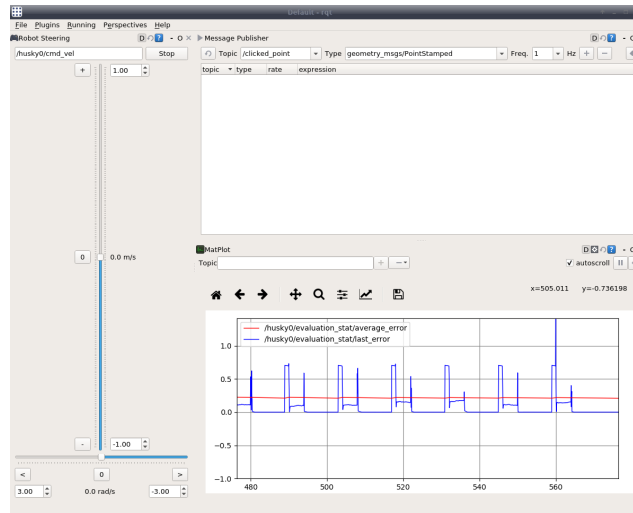 Default - rqt
File Plugins Running Perspectives Help
Robot Steering D ? - O ×
/husky0/cmd_vel Stop
+ 1.00
0 0.0 m/s
- -1.00
< 0 >
3.00 0.0 rad/s -3.00
Message Publisher D ? - O
Topic /clicked_point Type geometry_msgs/PointStamped Freq. 1 Hz + −
topic type rate expression
MatPlot D ? - O
Topic + − autoscroll
x=505.011 y=-0.736198
/husky0/evaluation_stat/average_error
/husky0/evaluation_stat/last_error
1.0
0.5
0.0
−0.5
−1.0
480 500 520 540 560